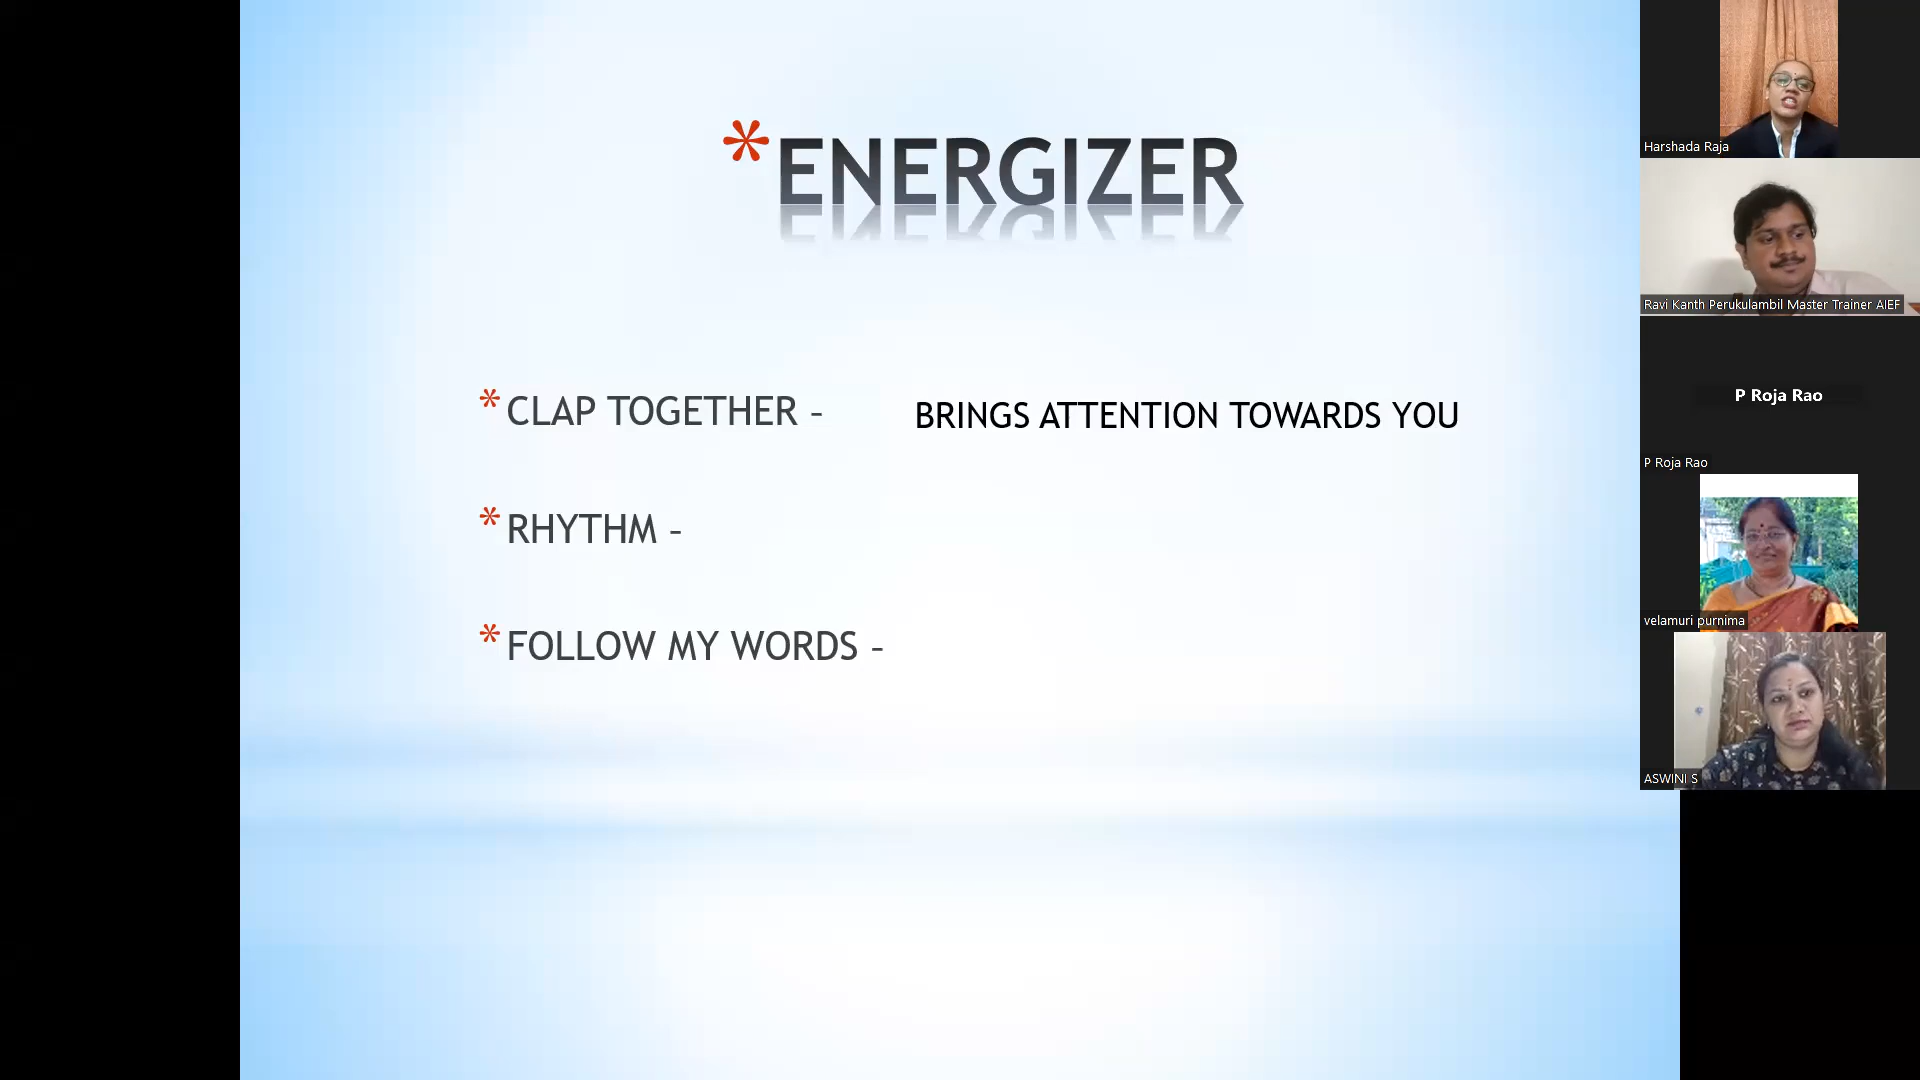 *ENERGIZER
*CLAP TOGETHER – BRINGS ATTENTION TOWARDS YOU
*RHYTHM –
*FOLLOW MY WORDS –
Harshada Raja
Ravi Kanth Perukulambil Master Trainer AIEF
P Roja Rao
P Roja Rao
velamuri purnima
ASWINI S